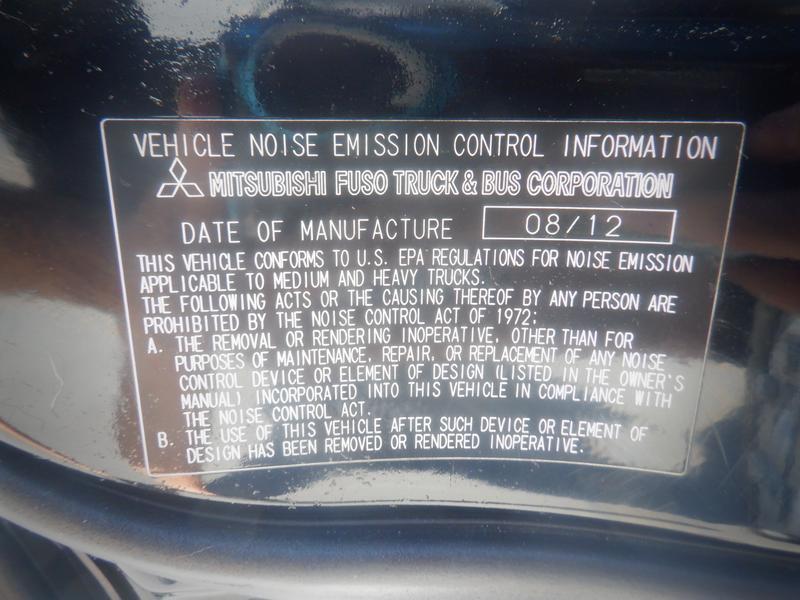 VEHICLE NOISE EMISSION CONTROL INFORMATION
MITSUBISHI FUSO TRUCK & BUS CORPORATION
DATE OF MANUFACTURE 08/12
THIS VEHICLE CONFORMS TO U.S. EPA REGULATIONS FOR NOISE EMISSION
APPLICABLE TO MEDIUM AND HEAVY TRUCKS.
THE FOLLOWING ACTS OR THE CAUSING THEREOF BY ANY PERSON ARE
PROHIBITED BY THE NOISE CONTROL ACT OF 1972:
A. THE REMOVAL OR RENDERING INOPERATIVE, OTHER THAN FOR
PURPOSES OF MAINTENANCE, REPAIR, OR REPLACEMENT OF ANY NOISE
CONTROL DEVICE OR ELEMENT OF DESIGN (LISTED IN THE OWNER'S
MANUAL) INCORPORATED INTO THIS VEHICLE IN COMPLIANCE WITH
THE NOISE CONTROL ACT.
B. THE USE OF THIS VEHICLE AFTER SUCH DEVICE OR ELEMENT OF
DESIGN HAS BEEN REMOVED OR RENDERED INOPERATIVE.